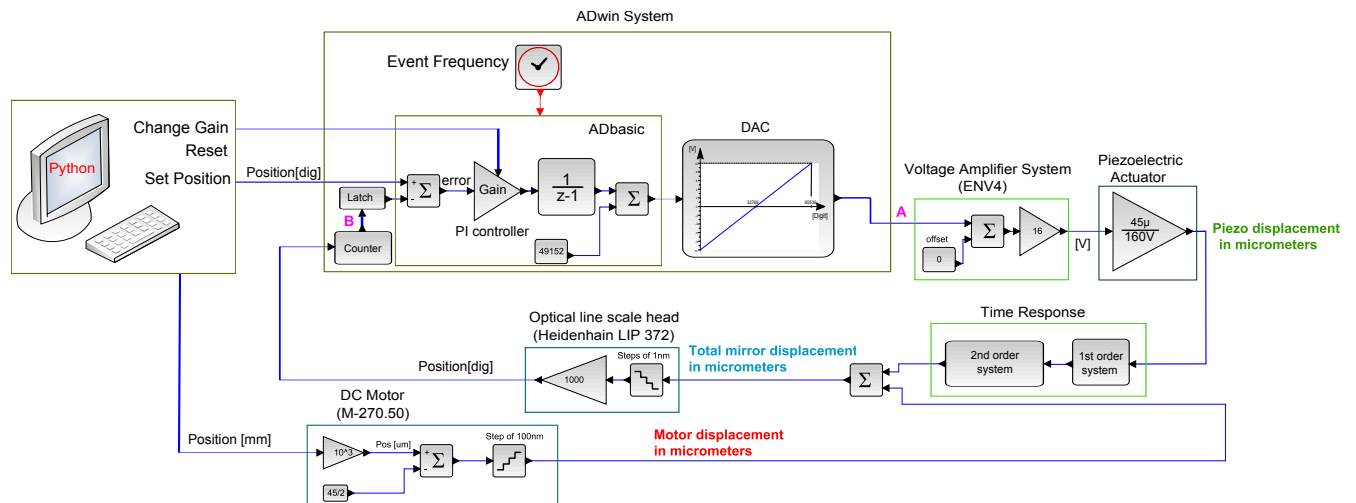 ADwin System
Event Frequency
Change Gain
Reset
Set Position
Python
Position[dig]
ADbasic
+
-
Σ
error
Gain
PI controller
1
z-1
Σ
49152
Latch
B
Counter
DAC
[V]
32768
[Digit]
A
Voltage Amplifier System
(ENV4)
offset
0
Σ
16
[V]
Piezoelectric
Actuator
45µ
160V
Piezo displacement
in micrometers
Time Response
2nd order
system
1st order
system
Σ
Total mirror displacement
in micrometers
Optical line scale head
(Heidenhain LIP 372)
Steps of 1nm
1000
Position[dig]
DC Motor
(M-270.50)
Position [mm]
10^3
Pos [um]
+
-
Σ
45/2
Step of 100nm
Motor displacement
in micrometers